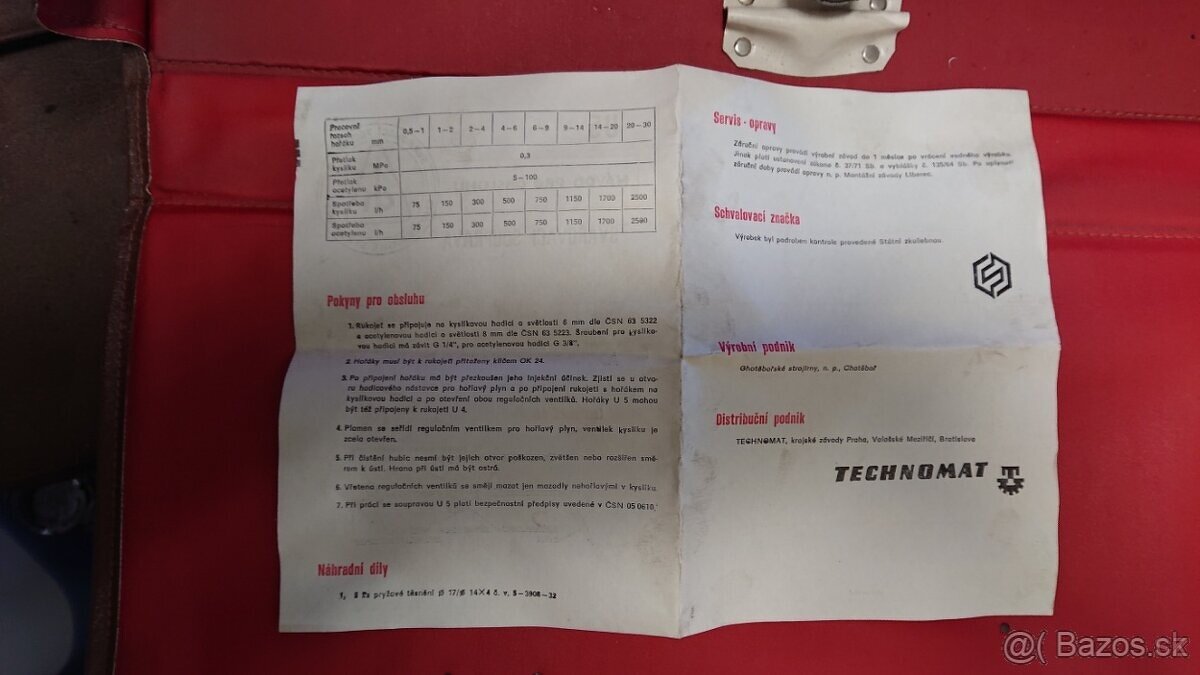 Pracovní rozsah hořáku mm 0,5–1 1–2 2–4 4–6 6–9 9–14 14–20 20–30
Přetlak kyslíku MPa 0,3
Přetlak acetylenu kPa 5–100
Spotřeba kyslíku l/h 75 150 300 500 750 1150 1700 2500
Spotřeba acetylenu l/h 75 150 300 500 750 1150 1700 2500
Pokyny pro obsluhu
1. Rukojeť se připojuje na kyslíkovou hadici o světlosti 6 mm dle ČSN 63 5322
a acetylenovou hadici o světlosti 8 mm dle ČSN 63 5223. Šroubení pro kyslíko-
vou hadici má závit G 1/4", pro acetylenovou hadici G 3/8".
2. Hořáky musí být k rukojeti přitaženy klíčem OK 24.
3. Po připojení hořáku má být přezkoušen jeho injekční účinek. Zjistí se u otvo-
ru hadicového nástavce pro hořlavý plyn a po připojení rukojeti s hořákem na
kyslíkovou hadici a po otevření obou regulačních ventilků. Hořáky U 5 mohou
být též připojeny k rukojeti U 4.
4. Plamen se seřídí regulačním ventilkem pro hořlavý plyn, ventilek kyslíku je
zcela otevřen.
5. Při čistění hubic nesmí být jejich otvor poškozen, zvětšen nebo rozšířen smě-
rem k ústí. Hrana při ústí má být ostrá.
6. Vřetena regulačních ventilků se smějí mazat jen mazadly nehořlavými v kyslíku.
7. Při práci se soupravou U 5 platí bezpečnostní předpisy uvedené v ČSN 05 0610.
Náhradní díly
1. 5 ks pryžové těsnění Ø 17/Ø 14×4 č. v. 5–3908–32
Servis - opravy
Záruční opravy provádí výrobní závod do 1 měsíce po vrácení vadného výrobku.
Jinak platí ustanovení zákona č. 37/71 Sb. a vyhlášky č. 135/64 Sb. Po uplynutí
záruční doby provádí opravy n. p. Montážní závody Liberec.
Schvalovací značka
Výrobek byl podroben kontrole provedené Státní zkušebnou
Výrobní podnik
Chotěbořské strojírny, n. p., Chotěboř
Distribuční podnik
TECHNOMAT, krajské závody Praha, Valašské Meziříčí, Bratislava
TECHNOMAT
@( Bazos.sk